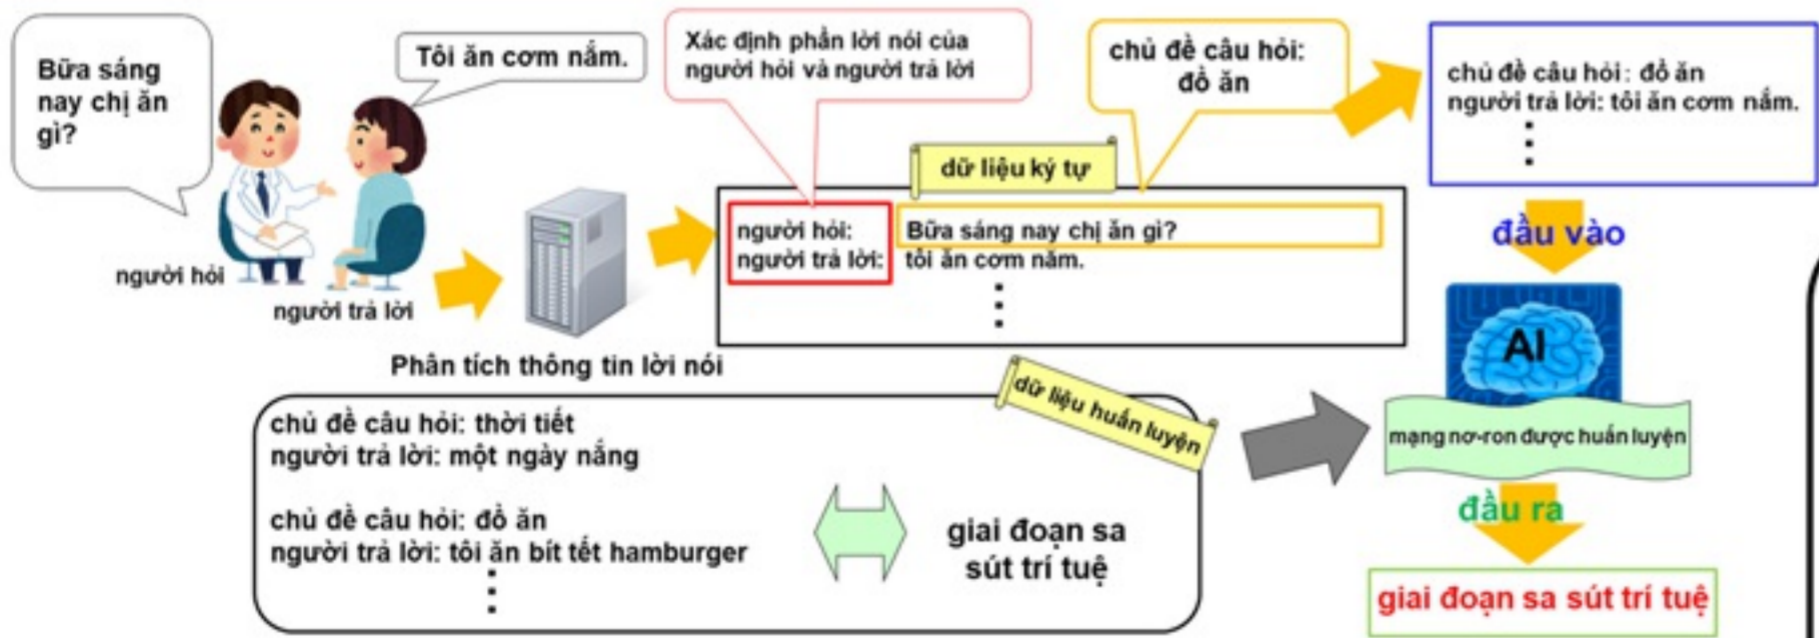 Bữa sáng
nay chị ăn
gì?
Tôi ăn cơm nắm.
người hỏi
người trả lời
Phân tích thông tin lời nói
Xác định phần lời nói của
người hỏi và người trả lời
chủ đề câu hỏi:
đồ ăn
dữ liệu ký tự
người hỏi: Bữa sáng nay chị ăn gì?
người trả lời: tôi ăn cơm nắm.
chủ đề câu hỏi: đồ ăn
người trả lời: tôi ăn cơm nắm.
đầu vào
AI
mạng nơ-ron được huấn luyện
đầu ra
giai đoạn sa sút trí tuệ
dữ liệu huấn luyện
chủ đề câu hỏi: thời tiết
người trả lời: một ngày nắng
chủ đề câu hỏi: đồ ăn
người trả lời: tôi ăn bít tết hamburger
giai đoạn sa
sút trí tuệ